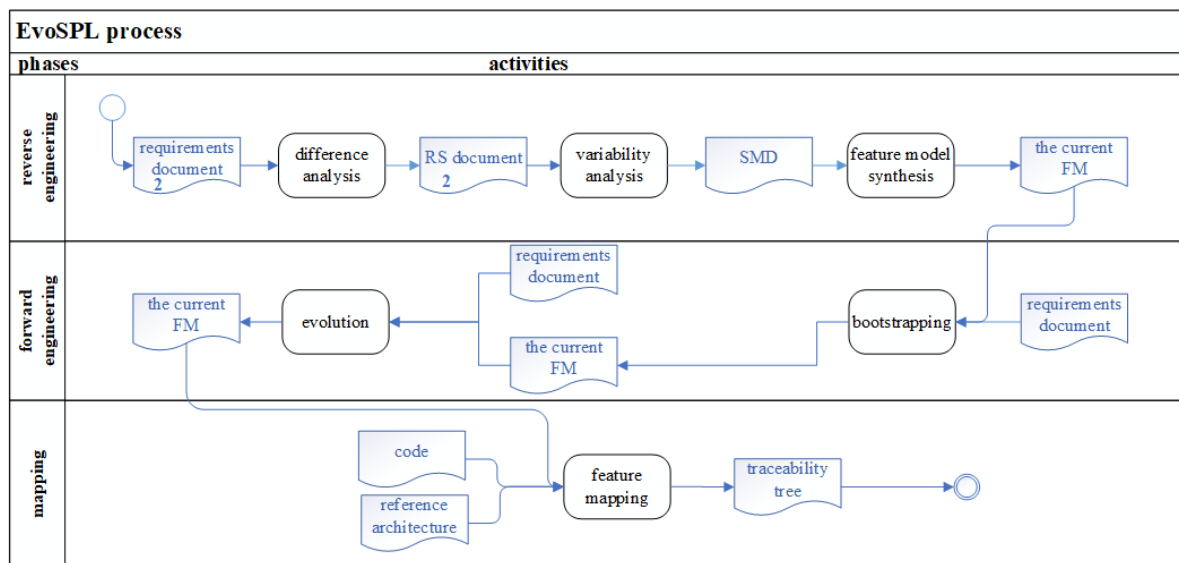 EvoSPL process
phases
activities
reverse
engineering
requirements
document
2
difference
analysis
RS document
2
variability
analysis
SMD
feature model
synthesis
the current
FM
forward
engineering
the current
FM
evolution
requirements
document
the current
FM
bootstrapping
requirements
document
mapping
code
reference
architecture
feature
mapping
traceability
tree